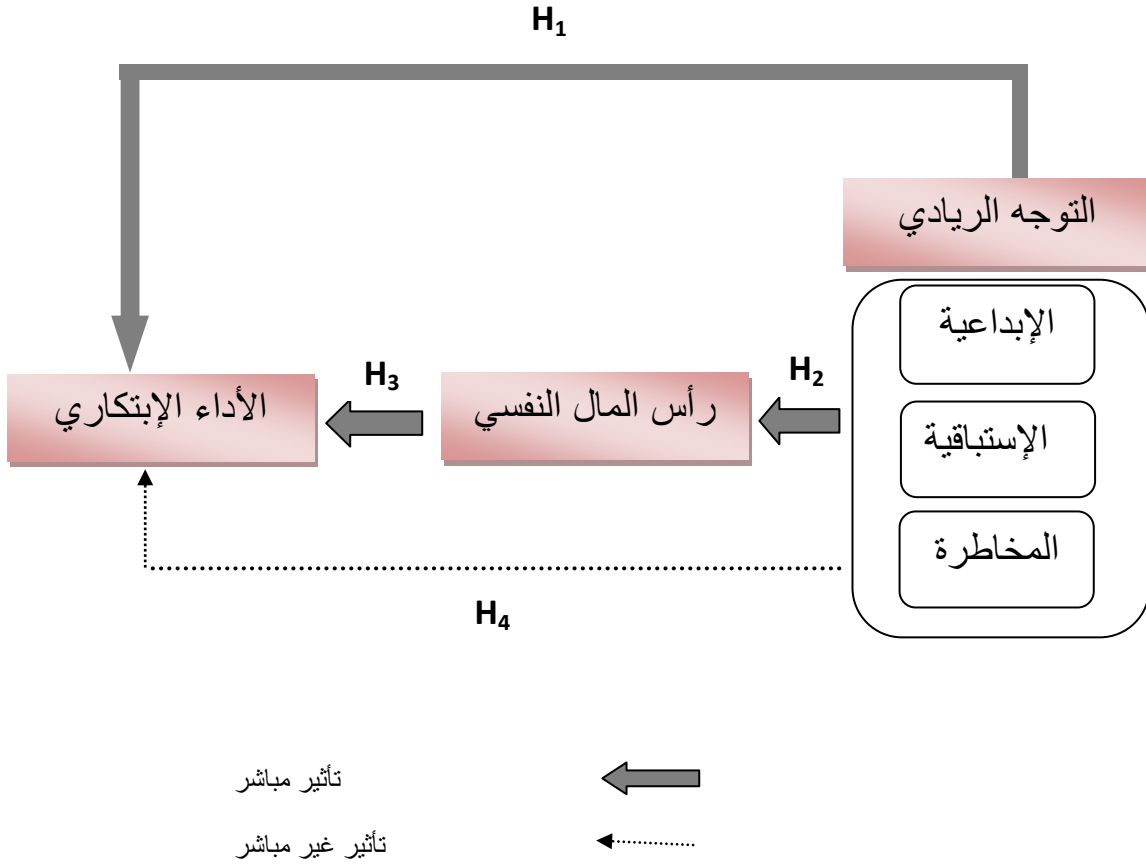 H1
التوجه الريادي
الإبداعية
H2
H3
رأس المال النفسي
الأداء الإبتكاري
الإستباقية
المخاطرة
H4
تأثير مباشر
تأثير غير مباشر